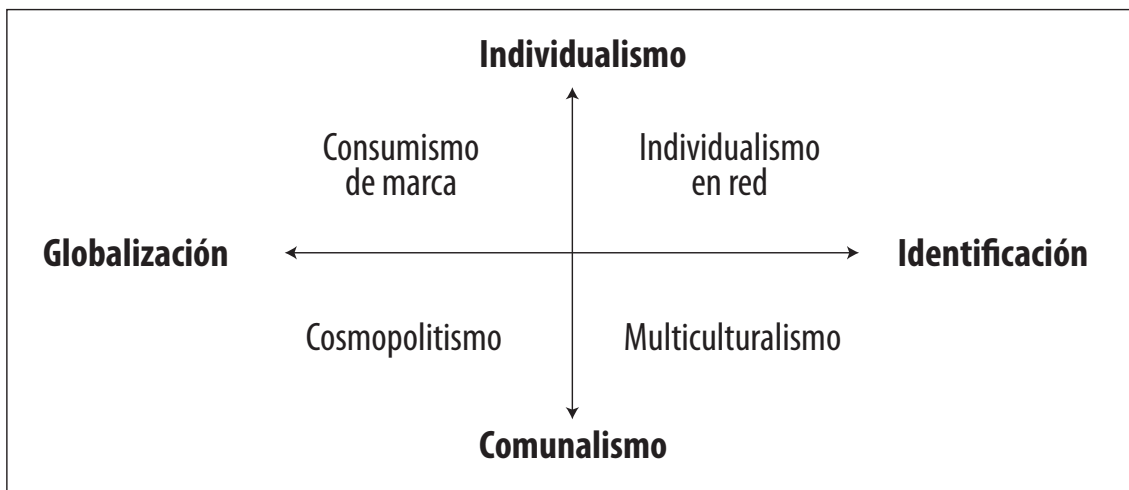 Individualismo
Consumismo
de marca
Individualismo
en red
Globalización
Identificación
Cosmopolitismo
Multiculturalismo
Comunalismo